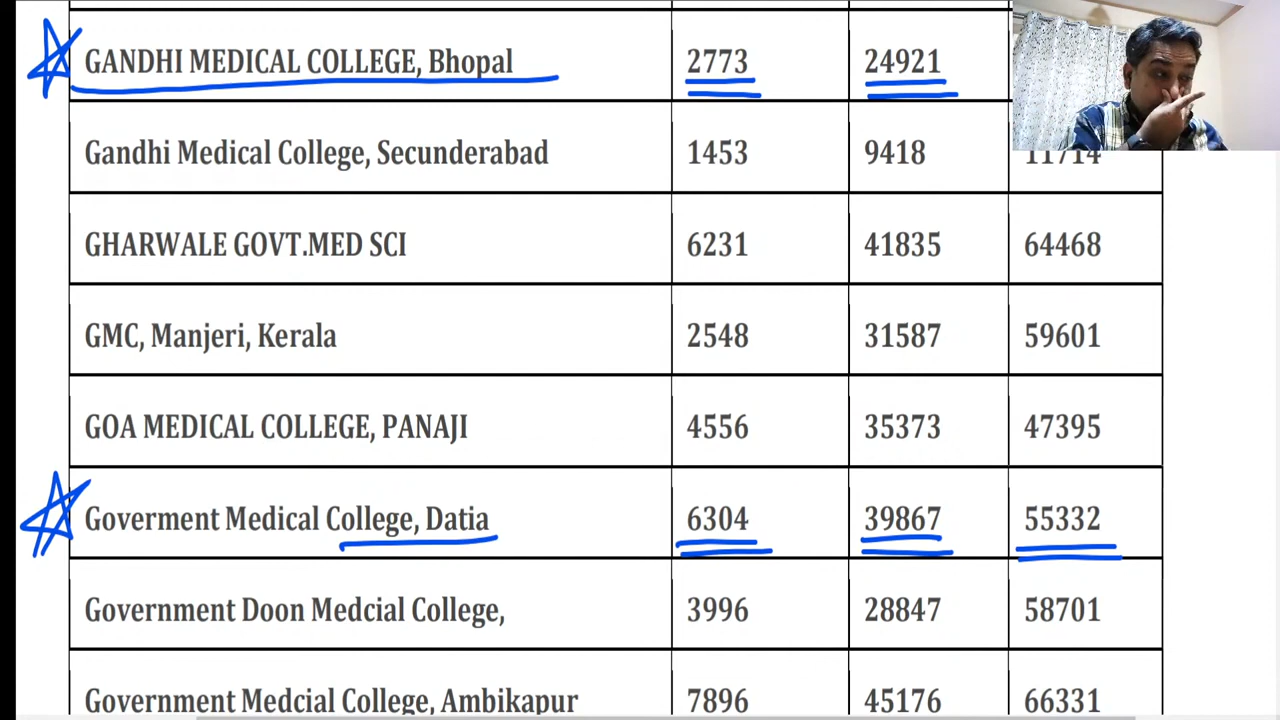 GANDHI MEDICAL COLLEGE, Bhopal 2773 24921
Gandhi Medical College, Secunderabad 1453 9418 11714
GHARWALE GOVT.MED SCI 6231 41835 64468
GMC, Manjeri, Kerala 2548 31587 59601
GOA MEDICAL COLLEGE, PANAJI 4556 35373 47395
Goverment Medical College, Datia 6304 39867 55332
Government Doon Medcial College, 3996 28847 58701
Government Medcial College, Ambikapur 7896 45176 66331